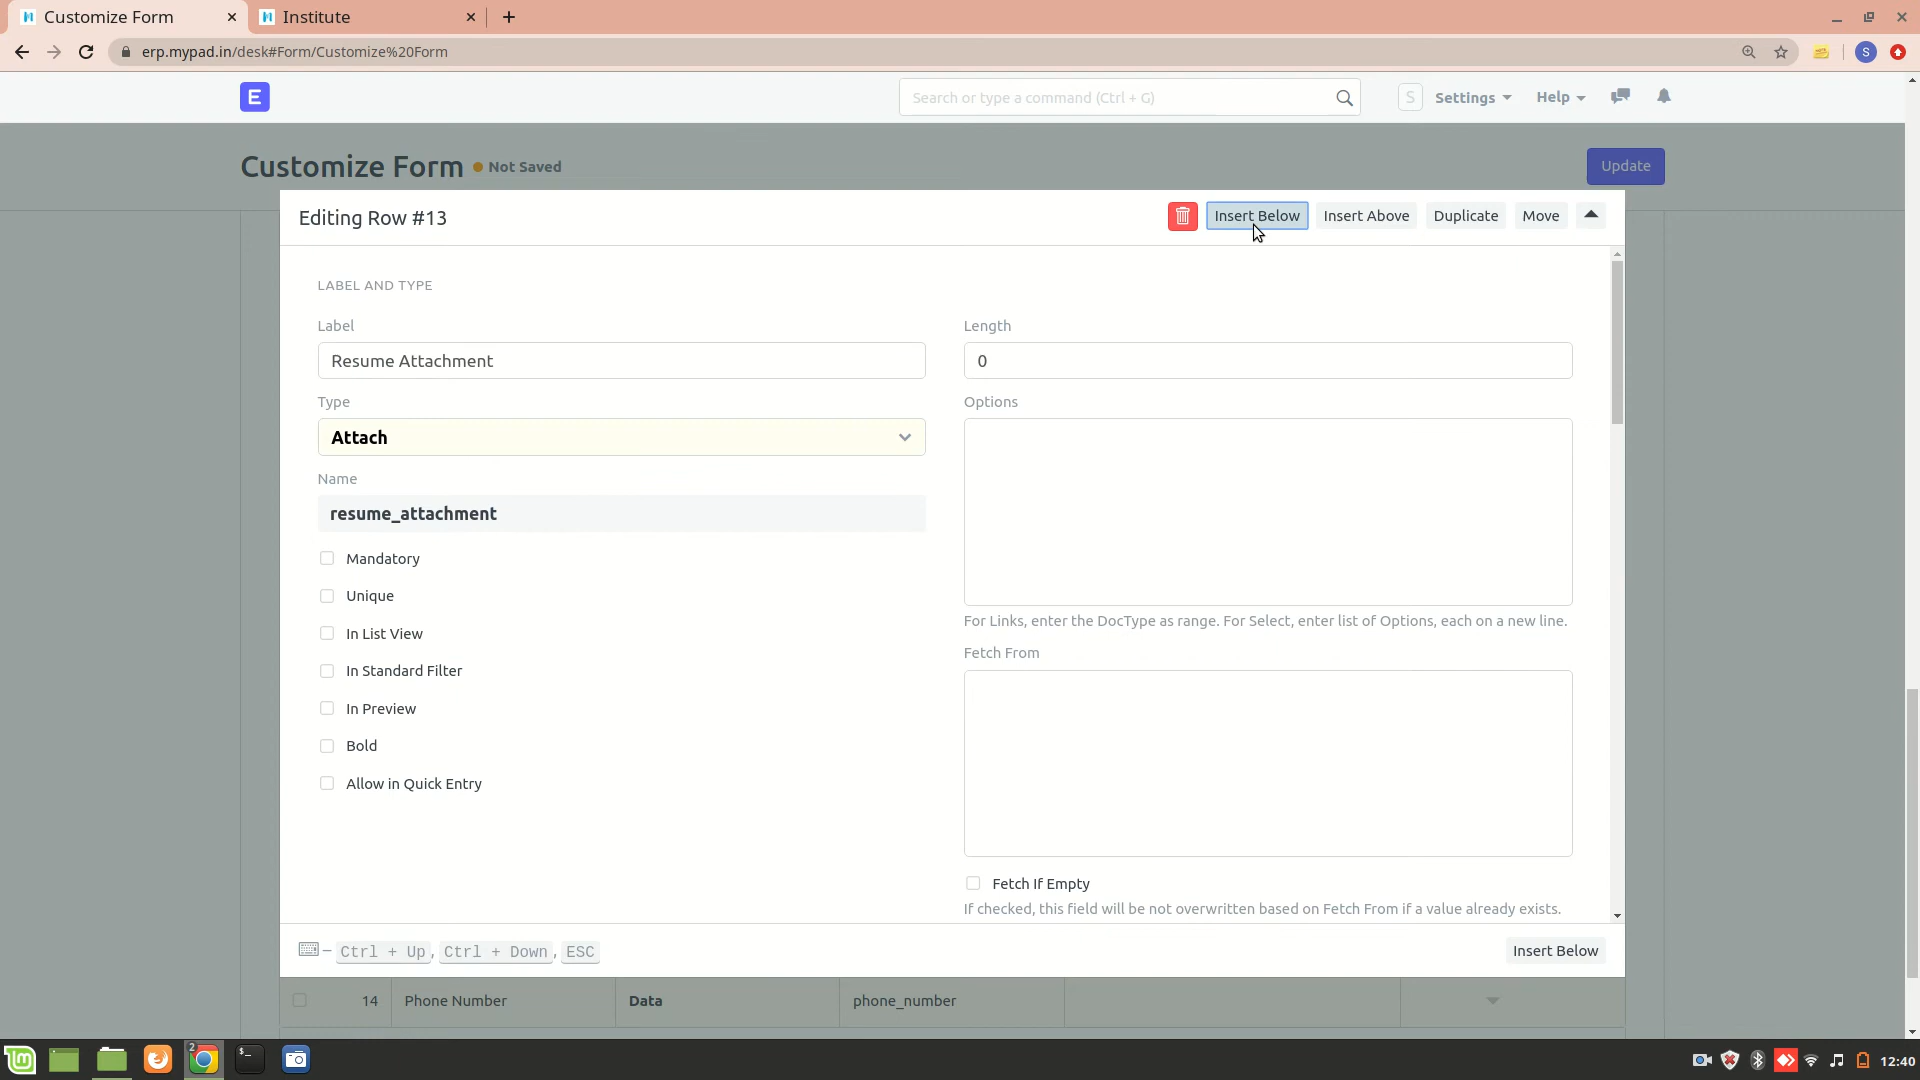 Customize Form
Institute
erp.mypad.in/desk#Form/Customize%20Form
S
E
Search or type a command (Ctrl + G)
S
Settings
Help
Customize Form
Not Saved
Update
Editing Row #13
Insert Below
Insert Above
Duplicate
Move
LABEL AND TYPE
Label
Length
Resume Attachment
0
Type
Options
Attach
Name
resume_attachment
Mandatory
Unique
In List View
For Links, enter the DocType as range. For Select, enter list of Options, each on a new line.
Fetch From
In Standard Filter
In Preview
Bold
Allow in Quick Entry
Fetch If Empty
If checked, this field will be not overwritten based on Fetch From if a value already exists.
– Ctrl + Up, Ctrl + Down, ESC
Insert Below
14 Phone Number Data phone_number
2
12:40